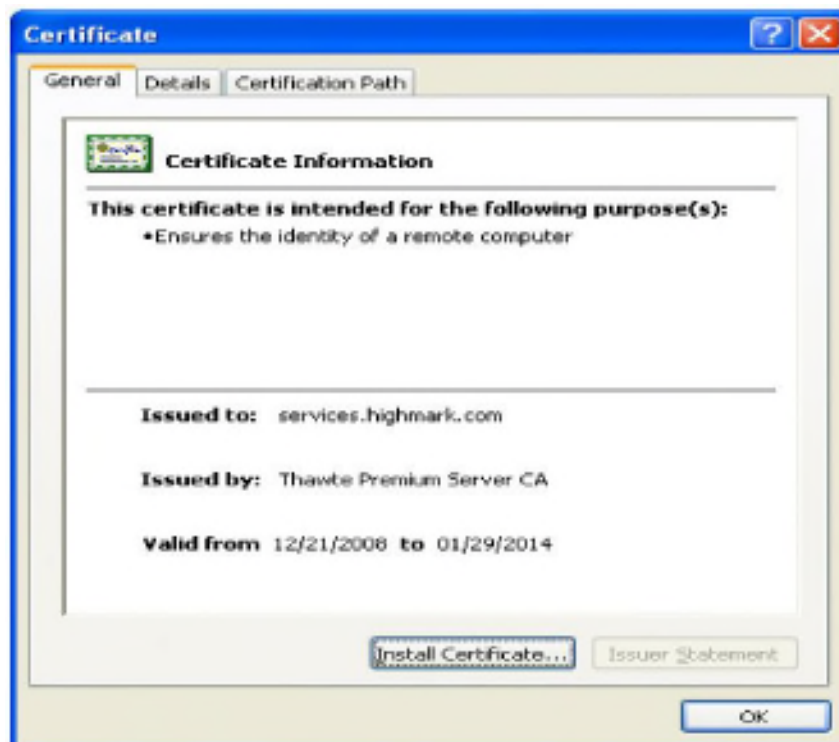 Certificate
General Details Certification Path
Certificate Information
This certificate is intended for the following purpose(s):
•Ensures the identity of a remote computer
Issued to: services.highmark.com
Issued by: Thawte Premium Server CA
Valid from 12/21/2008 to 01/29/2014
Install Certificate... Issuer Statement
OK